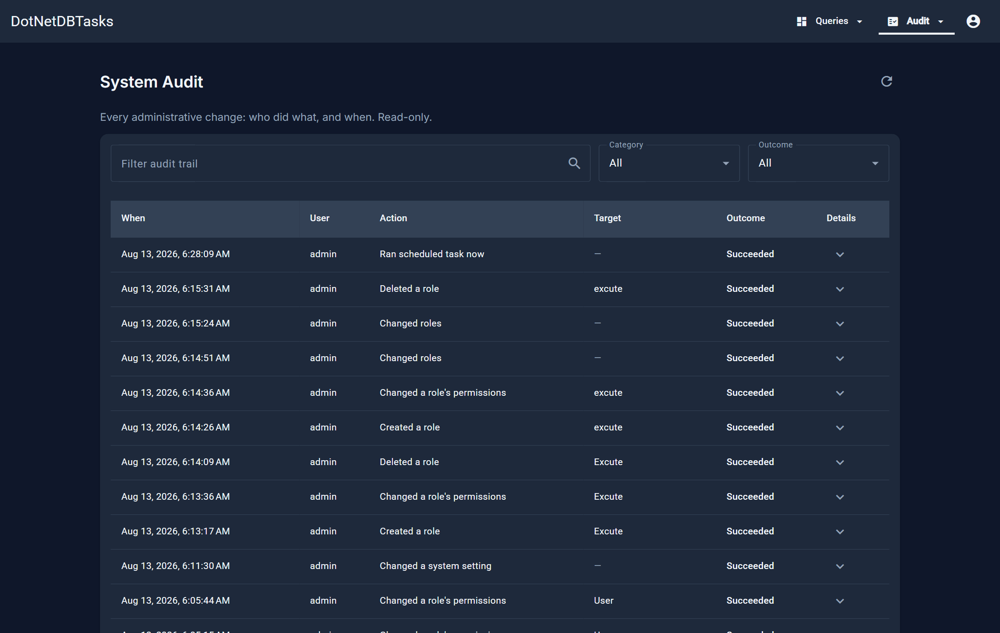 DotNetDBTasks
Queries
Audit
System Audit
Every administrative change: who did what, and when. Read-only.
Filter audit trail
Category
All
Outcome
All
When User Action Target Outcome Details
Aug 13, 2026, 6:28:09 AM admin Ran scheduled task now — Succeeded
Aug 13, 2026, 6:15:31 AM admin Deleted a role excute Succeeded
Aug 13, 2026, 6:15:24 AM admin Changed roles — Succeeded
Aug 13, 2026, 6:14:51 AM admin Changed roles — Succeeded
Aug 13, 2026, 6:14:36 AM admin Changed a role's permissions excute Succeeded
Aug 13, 2026, 6:14:26 AM admin Created a role excute Succeeded
Aug 13, 2026, 6:14:09 AM admin Deleted a role Excute Succeeded
Aug 13, 2026, 6:13:36 AM admin Changed a role's permissions Excute Succeeded
Aug 13, 2026, 6:13:17 AM admin Created a role Excute Succeeded
Aug 13, 2026, 6:11:30 AM admin Changed a system setting — Succeeded
Aug 13, 2026, 6:05:44 AM admin Changed a role's permissions User Succeeded